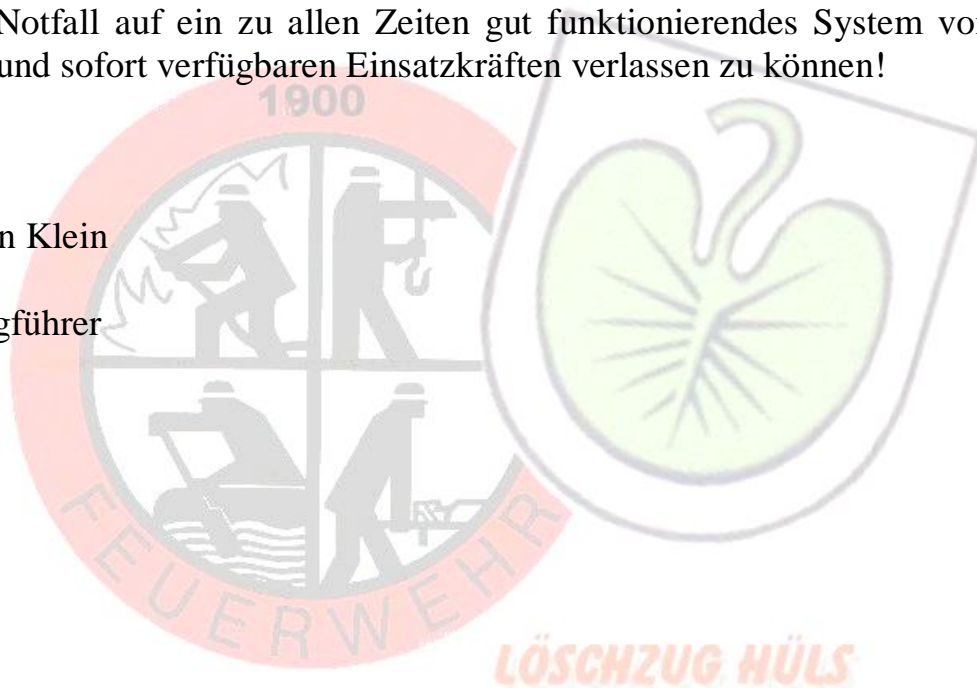 Notfall auf ein zu allen Zeiten gut funktionierendes System vor
und sofort verfügbaren Einsatzkräften verlassen zu können!
1900
n Klein
gführer
FEUERWEHR
LÖSCHZUG HÜLS